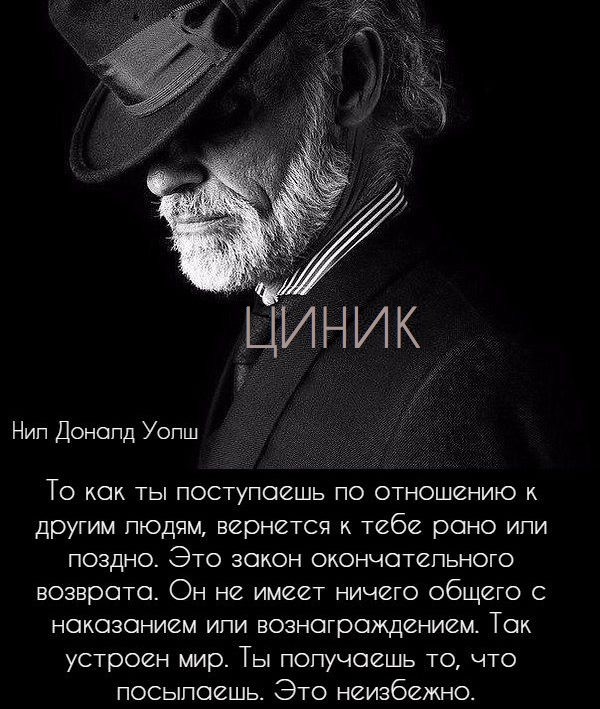 ЦИНИК
Нил Доналд Уолш
То как ты поступаешь по отношению к
другим людям, вернется к тебе рано или
поздно. Это закон окончательного
возврата. Он не имеет ничего общего с
наказанием или вознаграждением. Так
устроен мир. Ты получаешь то, что
посылаешь. Это неизбежно.